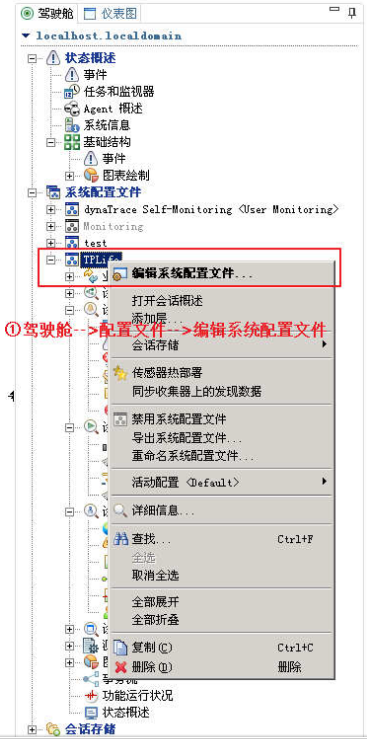 驾驶舱 仪表图
localhost.localdomain
状态概述
事件
任务和监视器
Agent 概述
系统信息
基础结构
事件
图表绘制
系统配置文件
dynaTrace Self-Monitoring <User Monitoring>
Monitoring
test
TPLife
编辑系统配置文件...
打开会话概述
添加层...
①驾驶舱-->配置文件-->编辑系统配置文件
会话存储
传感器热部署
同步收集器上的发现数据
4
禁用系统配置文件
导出系统配置文件...
重命名系统配置文件...
活动配置 <Default>
详细信息...
查找... Ctrl+F
全选
取消全选
全部展开
全部折叠
复制(C) Ctrl+C
删除(D) 删除
功能运行状况
状态概述
会话存储